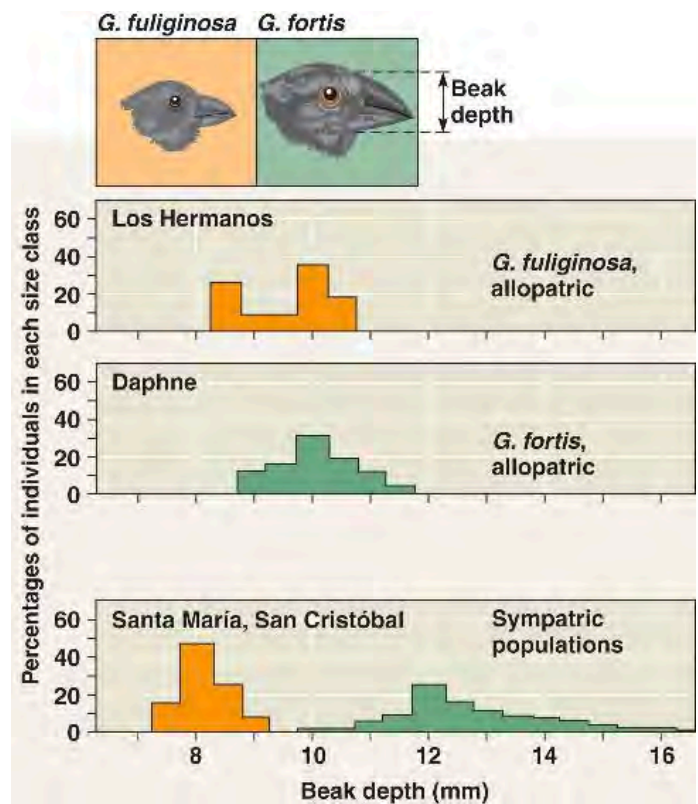 G. fuliginosa G. fortis
Beak
depth
Percentages of individuals in each size class
Los Hermanos
G. fuliginosa,
allopatric
60
40
20
0
Daphne
G. fortis,
allopatric
60
40
20
0
Santa María, San Cristóbal
Sympatric
populations
60
40
20
0
8 10 12 14 16
Beak depth (mm)